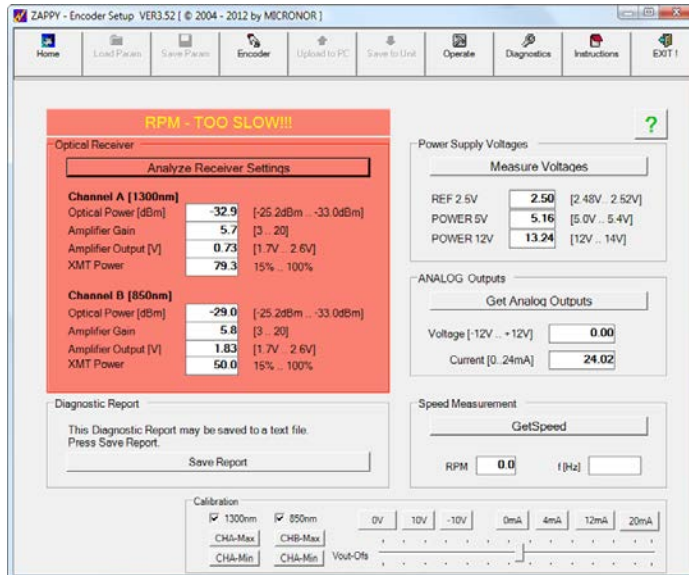 ZAPPY - Encoder Setup VER3.52 [ © 2004 - 2012 by MICRONOR ]
Home Load Param Save Param Encoder Upload to PC Save to Unit Operate Diagnostics Instructions EXIT !
RPM - TOO SLOW!!!
?
Optical Receiver
Analyze Receiver Settings
Channel A [1300nm]
Optical Power [dBm] -32.9 [-25.2dBm .. -33.0dBm]
Amplifier Gain 5.7 [3 .. 20]
Amplifier Output [V] 0.73 [1.7V .. 2.6V]
XMT Power 79.3 15% .. 100%
Channel B [850nm]
Optical Power [dBm] -29.0 [-25.2dBm .. -33.0dBm]
Amplifier Gain 5.8 [3 .. 20]
Amplifier Output [V] 1.83 [1.7V .. 2.6V]
XMT Power 50.0 15% .. 100%
Power Supply Voltages
Measure Voltages
REF 2.5V 2.50 [2.48V.. 2.52V]
POWER 5V 5.16 [5.0V .. 5.4V]
POWER 12V 13.24 [12V .. 14V]
ANALOG Outputs
Get Analog Outputs
Voltage [-12V .. +12V] 0.00
Current [0..24mA] 24.02
Diagnostic Report
This Diagnostic Report may be saved to a text file.
Press Save Report.
Save Report
Speed Measurement
GetSpeed
RPM 0.0 f [Hz]
Calibration
1300nm 850nm 0V 10V -10V 0mA 4mA 12mA 20mA
CHA-Max CHB-Max
CHA-Min CHA-Min Vout-Ofs